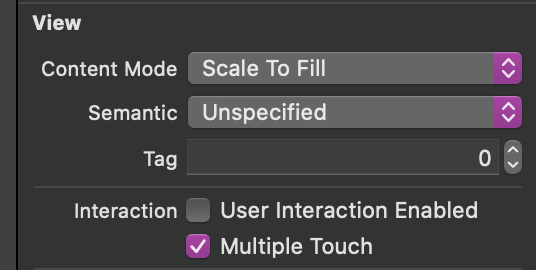 View
Content Mode Scale To Fill
Semantic Unspecified
Tag 0
Interaction User Interaction Enabled
Multiple Touch